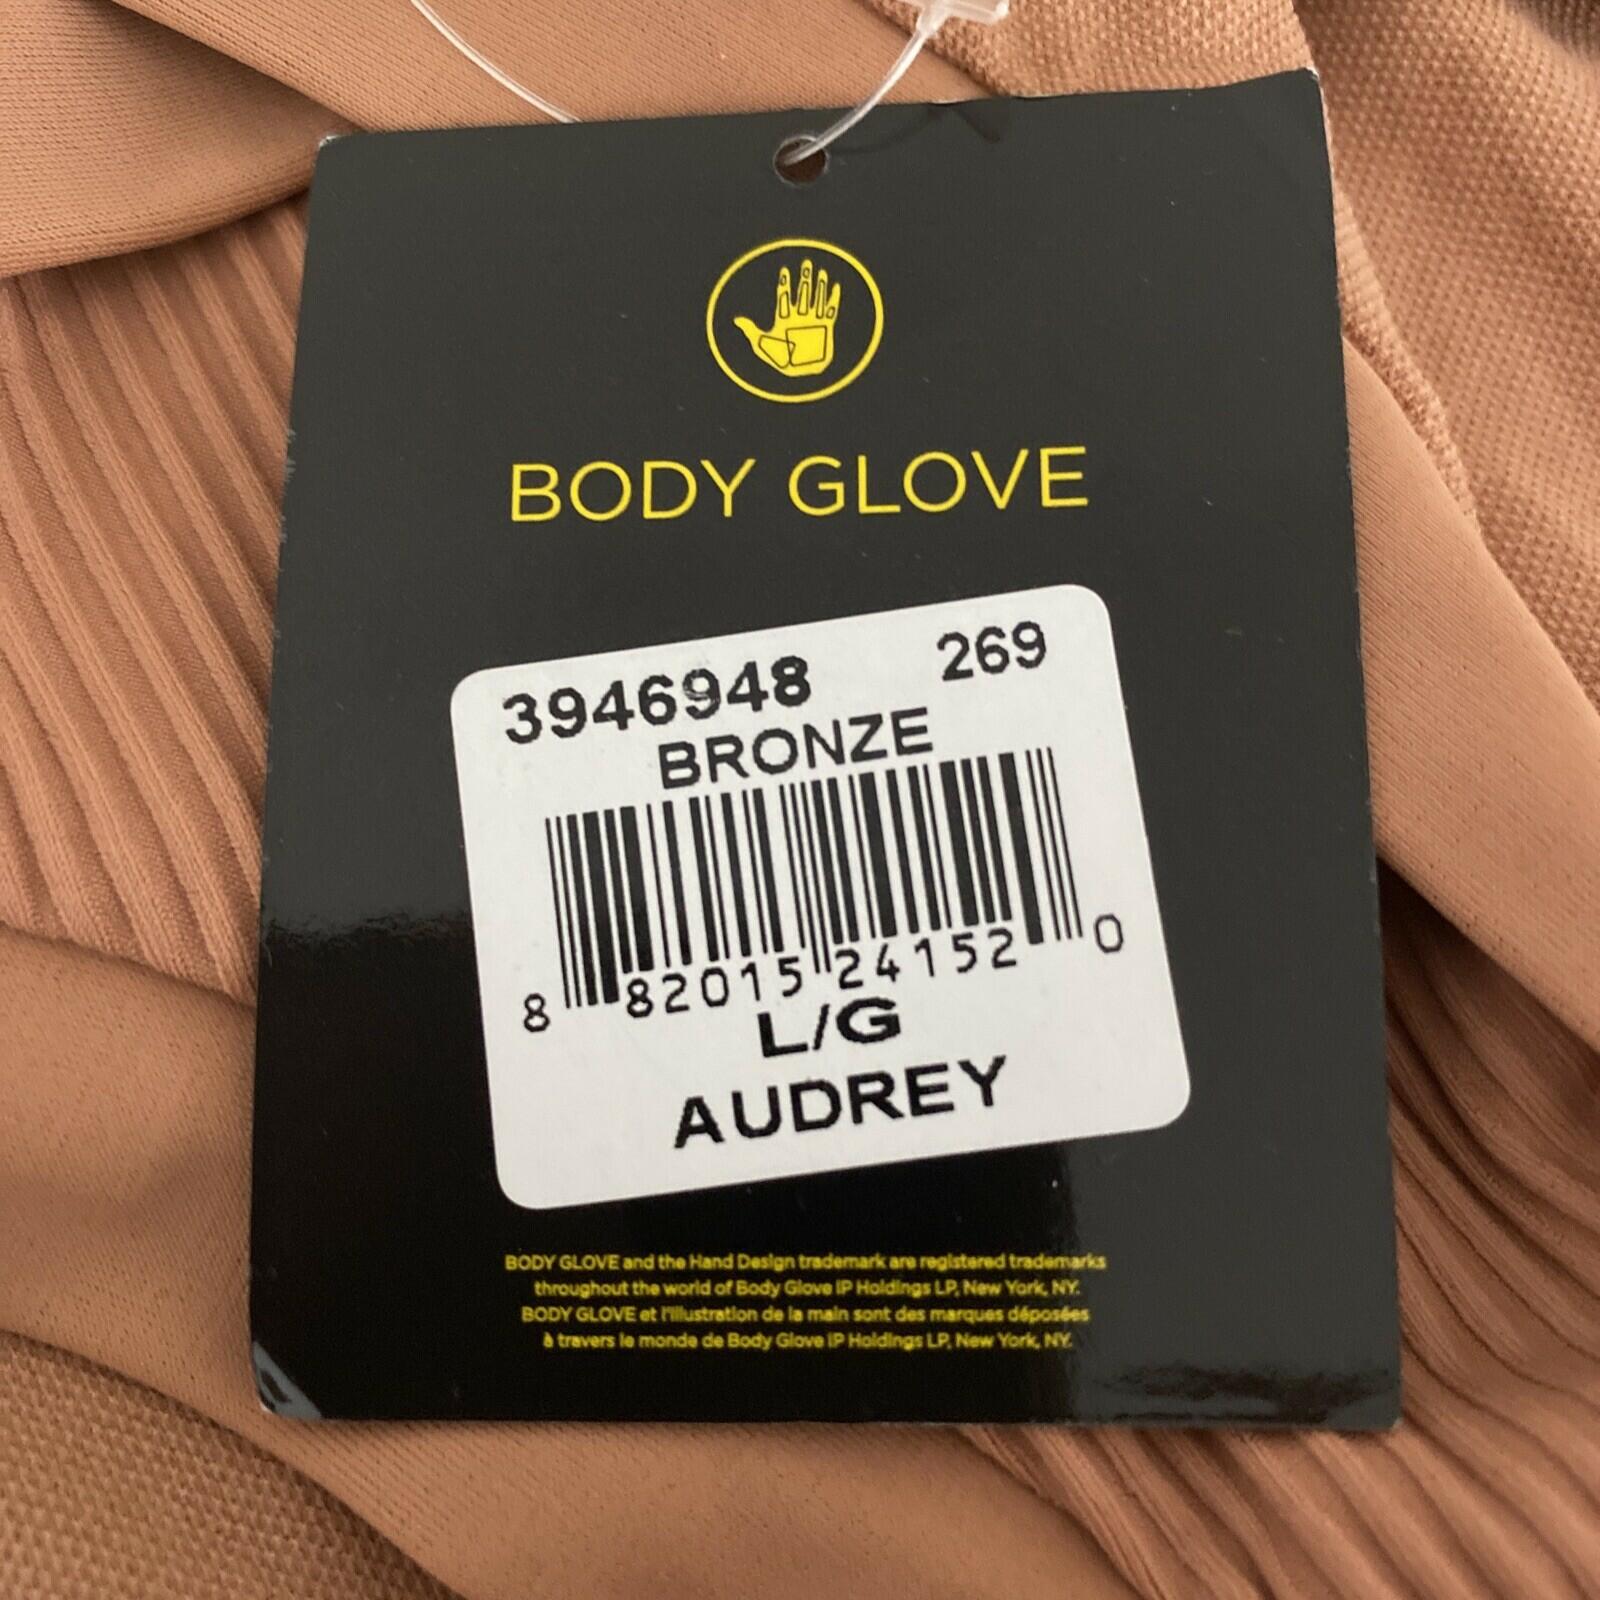 BODY GLOVE
3946948 269
BRONZE
8 82015 24152 0
L/G
AUDREY
BODY GLOVE and the Hand Design trademark are registered trademarks
throughout the world of Body Glove IP Holdings LP, New York, NY.
BODY GLOVE et l'illustration de la main sont des marques déposées
à travers le monde de Body Glove IP Holdings LP, New York, NY.